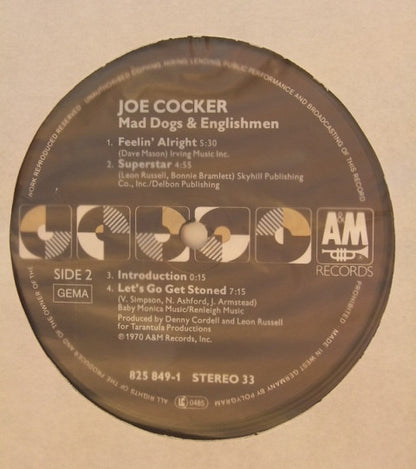 UNAUTHORISED COPYING, HIRING, LENDING, PUBLIC PERFORMANCE AND BROADCASTING OF THIS RECORD
PROHIBITED. MADE IN WEST GERMANY BY POLYGRAM
ALL RIGHTS OF THE PRODUCER AND OF THE OWNER OF THE
WORK REPRODUCED RESERVED
JOE COCKER
Mad Dogs & Englishmen
1. Feelin' Alright 5:30
(Dave Mason) Irving Music Inc.
2. Superstar 4:55
(Leon Russell, Bonnie Bramlett) Skyhill Publishing
Co., Inc./Delbon Publishing
A&M
RECORDS
SIDE 2
GEMA
3. Introduction 0:15
4. Let's Go Get Stoned 7:15
(V. Simpson, N. Ashford, J. Armstead)
Baby Monica Music/Renleigh Music
Produced by Denny Cordell and Leon Russell
for Tarantula Productions
℗ 1970 A&M Records, Inc.
825 849-1 STEREO 33
LC 0485